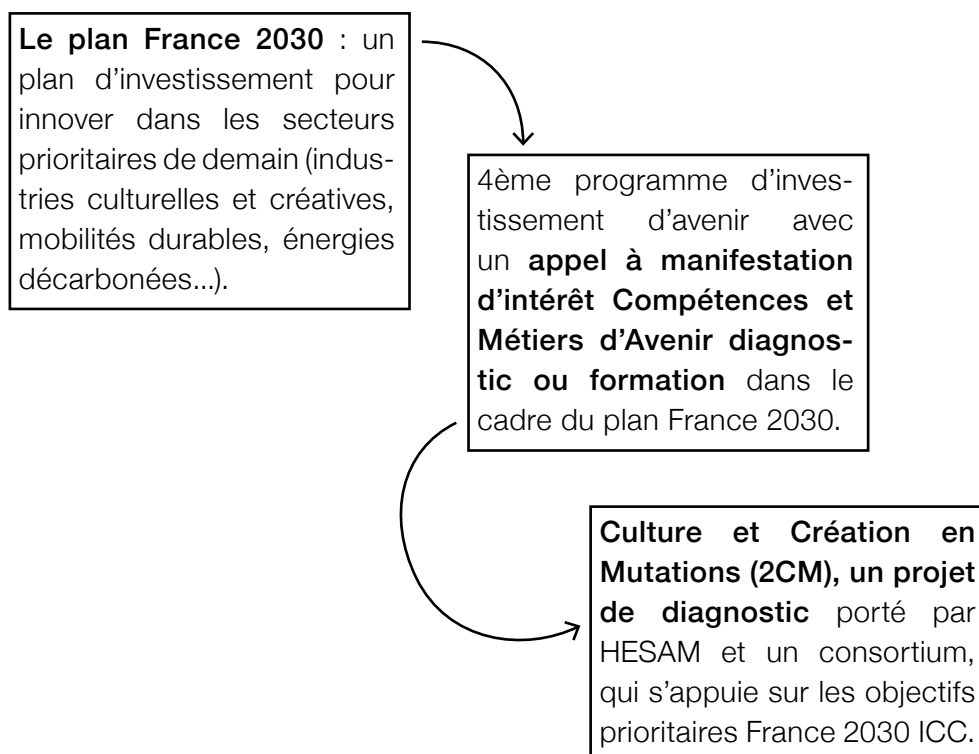 Le plan France 2030 : un
plan d’investissement pour
innover dans les secteurs
prioritaires de demain (indus-
tries culturelles et créatives,
mobilités durables, énergies
décarbonées...).
4ème programme d’inves-
tissement d’avenir avec
un appel à manifestation
d’intérêt Compétences et
Métiers d’Avenir diagnos-
tic ou formation dans le
cadre du plan France 2030.
Culture et Création en
Mutations (2CM), un projet
de diagnostic porté par
HESAM et un consortium,
qui s’appuie sur les objectifs
prioritaires France 2030 ICC.